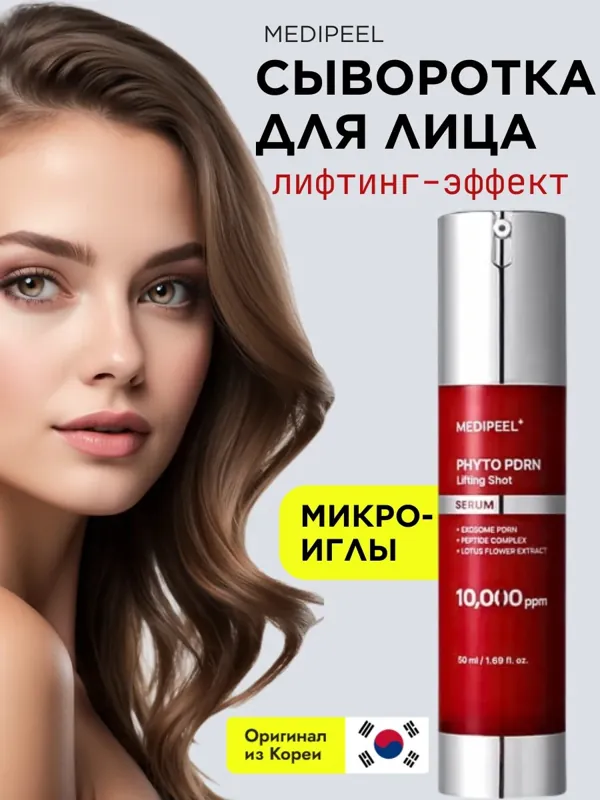 MEDIPEEL
СЫВОРОТКА
ДЛЯ ЛИЦА
ЛИФТИНГ-ЭФФЕКТ
MEDIPEEL+
PHYTO PDRN
Lifting Shot
SERUM
• EXOSOME PDRN
• PEPTIDE COMPLEX
• LOTUS FLOWER EXTRACT
МИКРО-
ИГЛЫ
10,000 ppm
50 ml / 1.69 fl. oz.
Оригинал
из Кореи